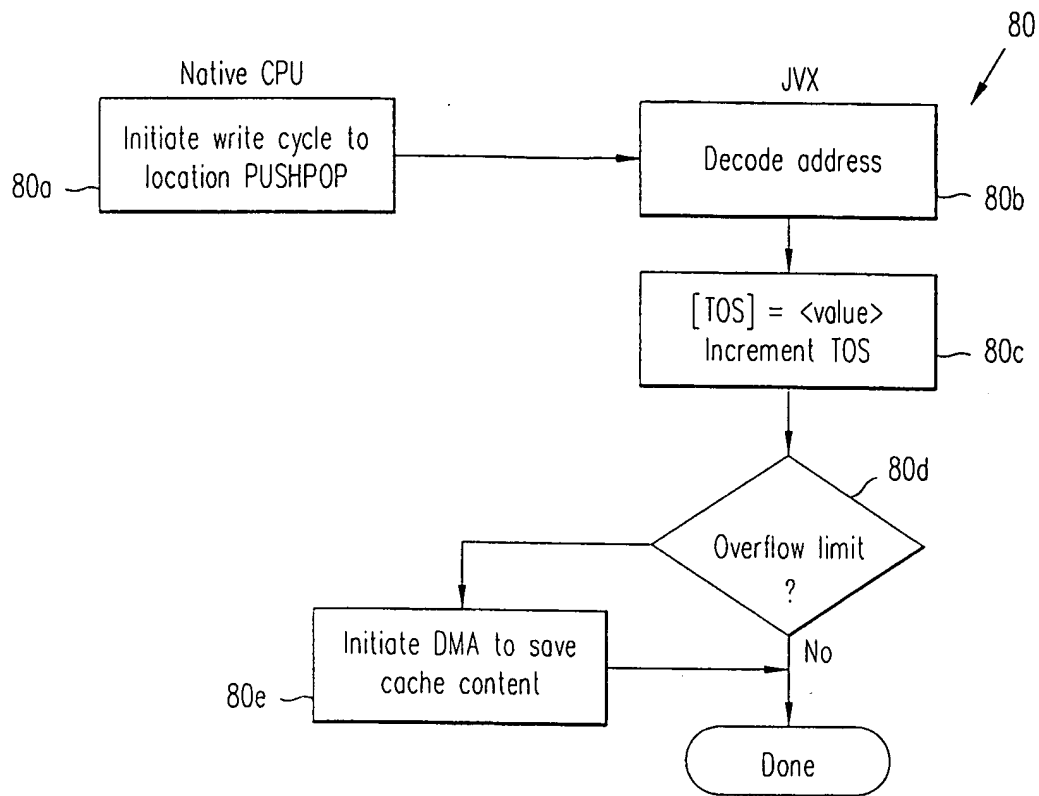 80
Native CPU
JVX
Initiate write cycle to
location PUSHPOP
80a
Decode address
80b
[TOS] = <value>
Increment TOS
80c
80d
Overflow limit
?
Initiate DMA to save
cache content
80e
No
Done